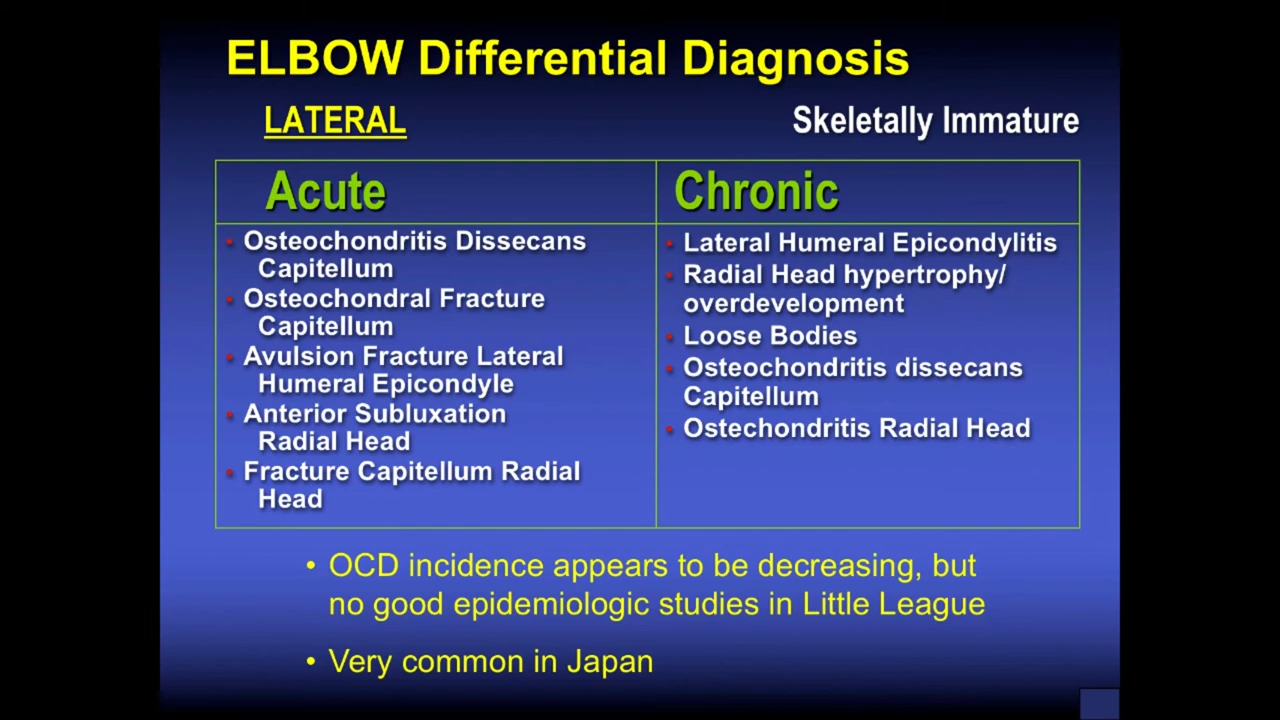 ELBOW Differential Diagnosis
LATERAL
Skeletally Immature
Acute
• Osteochondritis Dissecans
Capitellum
• Osteochondral Fracture
Capitellum
• Avulsion Fracture Lateral
Humeral Epicondyle
• Anterior Subluxation
Radial Head
• Fracture Capitellum Radial
Head
Chronic
• Lateral Humeral Epicondylitis
• Radial Head hypertrophy/
overdevelopment
• Loose Bodies
• Osteochondritis dissecans
Capitellum
• Ostechondritis Radial Head
• OCD incidence appears to be decreasing, but
no good epidemiologic studies in Little League
• Very common in Japan